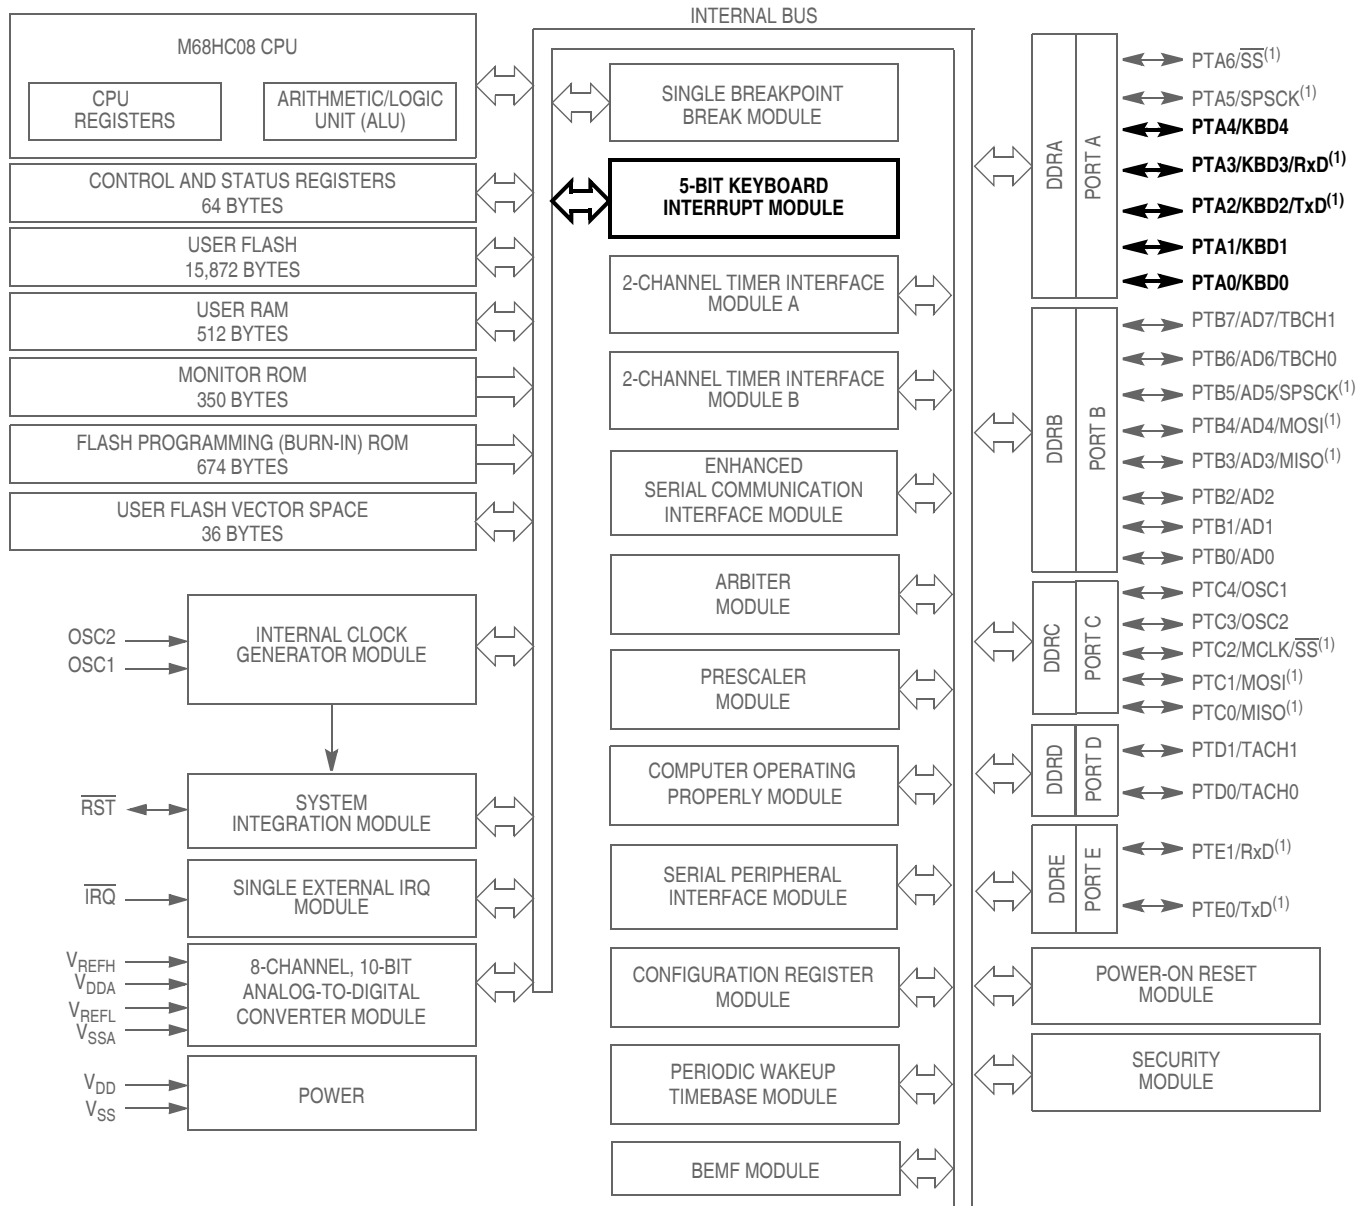 INTERNAL BUS
M68HC08 CPU
CPU
REGISTERS
ARITHMETIC/LOGIC
UNIT (ALU)
CONTROL AND STATUS REGISTERS
64 BYTES
USER FLASH
15,872 BYTES
USER RAM
512 BYTES
MONITOR ROM
350 BYTES
FLASH PROGRAMMING (BURN-IN) ROM
674 BYTES
USER FLASH VECTOR SPACE
36 BYTES
OSC2
OSC1
INTERNAL CLOCK
GENERATOR MODULE
RST
SYSTEM
INTEGRATION MODULE
IRQ
SINGLE EXTERNAL IRQ
MODULE
VREFH
VDDA
VREFL
VSSA
8-CHANNEL, 10-BIT
ANALOG-TO-DIGITAL
CONVERTER MODULE
VDD
VSS
POWER
SINGLE BREAKPOINT
BREAK MODULE
5-BIT KEYBOARD
INTERRUPT MODULE
2-CHANNEL TIMER INTERFACE
MODULE A
2-CHANNEL TIMER INTERFACE
MODULE B
ENHANCED
SERIAL COMMUNICATION
INTERFACE MODULE
ARBITER
MODULE
PRESCALER
MODULE
COMPUTER OPERATING
PROPERLY MODULE
SERIAL PERIPHERAL
INTERFACE MODULE
CONFIGURATION REGISTER
MODULE
PERIODIC WAKEUP
TIMEBASE MODULE
BEMF MODULE
DDRA
PORT A
PTA6/SS(1)
PTA5/SPSCK(1)
PTA4/KBD4
PTA3/KBD3/RxD(1)
PTA2/KBD2/TxD(1)
PTA1/KBD1
PTA0/KBD0
DDRB
PORT B
PTB7/AD7/TBCH1
PTB6/AD6/TBCH0
PTB5/AD5/SPSCK(1)
PTB4/AD4/MOSI(1)
PTB3/AD3/MISO(1)
PTB2/AD2
PTB1/AD1
PTB0/AD0
DDRC
PORT C
PTC4/OSC1
PTC3/OSC2
PTC2/MCLK/SS(1)
PTC1/MOSI(1)
PTC0/MISO(1)
DDRD
PORT D
PTD1/TACH1
PTD0/TACH0
DDRE
PORT E
PTE1/RxD(1)
PTE0/TxD(1)
POWER-ON RESET
MODULE
SECURITY
MODULE